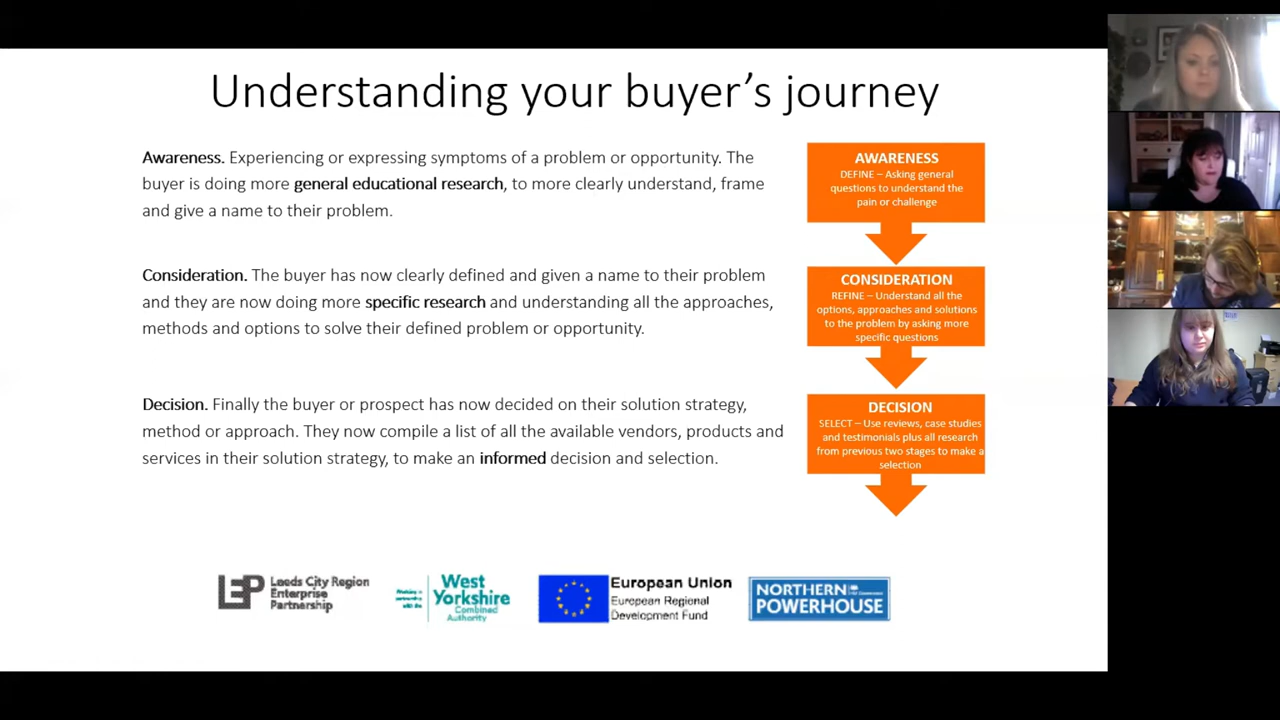 Understanding your buyer's journey
Awareness. Experiencing or expressing symptoms of a problem or opportunity. The
buyer is doing more general educational research, to more clearly understand, frame
and give a name to their problem.
Consideration. The buyer has now clearly defined and given a name to their problem
and they are now doing more specific research and understanding all the approaches,
methods and options to solve their defined problem or opportunity.
Decision. Finally the buyer or prospect has now decided on their solution strategy,
method or approach. They now compile a list of all the available vendors, products and
services in their solution strategy, to make an informed decision and selection.
AWARENESS
DEFINE – Asking general
questions to understand the
pain or challenge
CONSIDERATION
REFINE – Understand all the
options, approaches and solutions
to the problem by asking more
specific questions
DECISION
SELECT – Use reviews, case studies
and testimonials plus all research
from previous two stages to make a
selection
LEP
Leeds City Region
Enterprise
Partnership
West
Yorkshire
Combined
Authority
European Union
European Regional
Development Fund
NORTHERN
POWERHOUSE